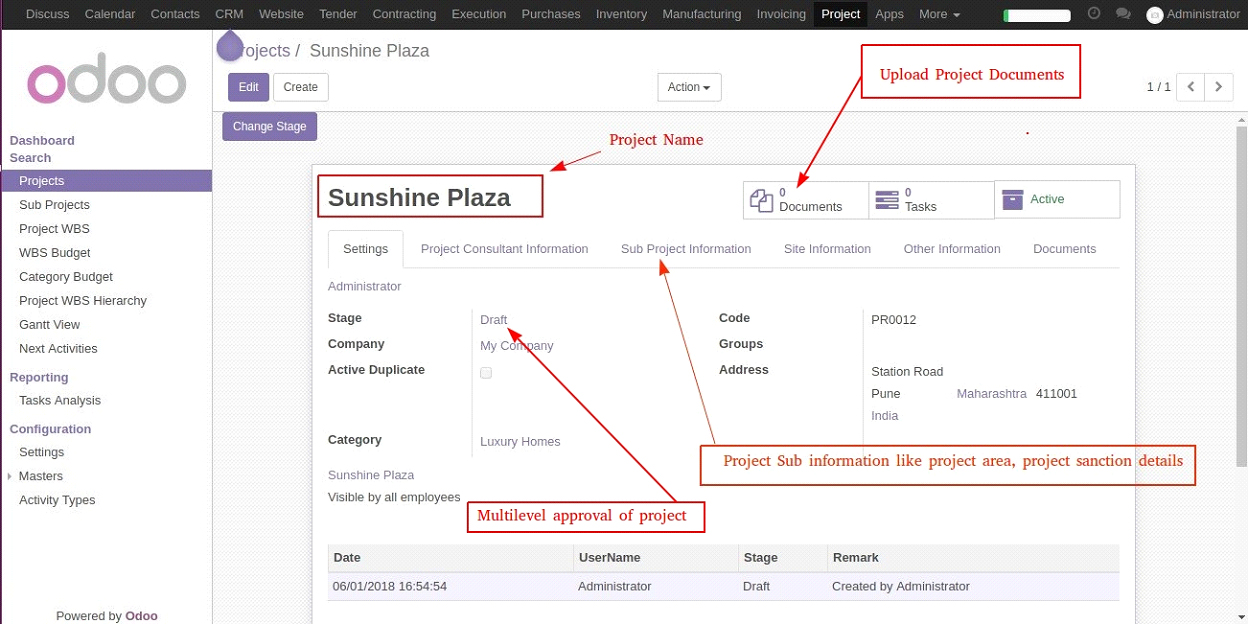 Discuss Calendar Contacts CRM Website Tender Contracting Execution Purchases Inventory Manufacturing Invoicing Project Apps More Administrator
odoo
Dashboard
Search
Projects
Sub Projects
Project WBS
WBS Budget
Category Budget
Project WBS Hierarchy
Gantt View
Next Activities
Reporting
Tasks Analysis
Configuration
Settings
Masters
Activity Types
Powered by Odoo
rojects / Sunshine Plaza
Edit Create Action 1 / 1
Upload Project Documents
Change Stage
Project Name
Sunshine Plaza
0 Documents
0 Tasks
Active
Settings Project Consultant Information Sub Project Information Site Information Other Information Documents
Administrator
Stage Draft Code PR0012
Company My Company Groups
Active Duplicate Address Station Road
Pune Maharashtra 411001
India
Category Luxury Homes
Project Sub information like project area, project sanction details
Sunshine Plaza
Visible by all employees
Multilevel approval of project
Date UserName Stage Remark
06/01/2018 16:54:54 Administrator Draft Created by Administrator